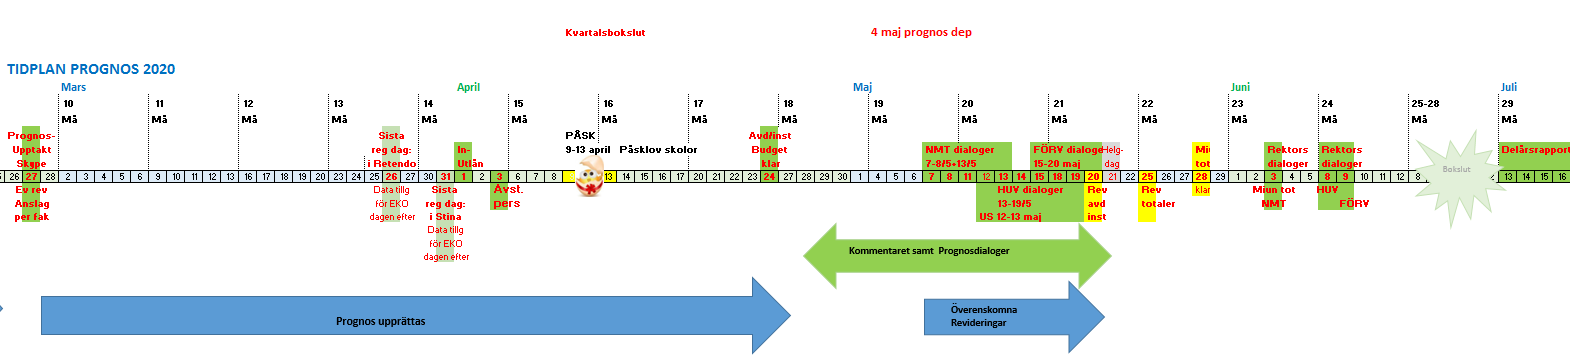 Kvartalsbokslut
4 maj prognos dep
TIDPLAN PROGNOS 2020
Mars
April
Maj
Juni
Juli
10 11 12 13 14 15 16 17 18 19 20 21 22 23 24 25-28 29
Må Må Må Må Må Må Må Må Må Må Må Må Må Må Må Må Må
Prognos-
Upptakt
Skype
Sista
reg dag:
i Retendo
In-
Utlån
PÅSK
9-13 april
Påsklov skolor
Avd/inst
Budget
klar
NMT dialoger
7-8/5+13/5
FÖRV dialoge
15-20 maj
Helg-
dag
Miu
tot
Rektors
dialoger
Rektors
dialoger
Delårsrapport
Bokslut
26 27 28 2 3 4 5 6 9 10 11 12 13 16 17 18 19 20 23 24 25 26 27 30 31 1 2 3 6 7 8 13 14 15 16 17 20 21 22 23 24 27 28 29 30 1 4 5 6 7 8 11 12 13 14 15 18 19 20 21 22 25 26 27 28 29 1 2 3 4 5 8 9 10 11 12 8 13 14 15 16
Ev rev
Anslag
per fak
Data tillg
för EKO
dagen efter
Sista
reg dag:
i Stina
Data tillg
för EKO
dagen efter
Avst.
pers
HUV dialoger
13-19/5
US 12-13 maj
Rev
avd
inst
Rev
totaler
klar
Miun tot
NMT
HUV
FÖRV
Kommentaret samt Prognosdialoger
Prognos upprättas
Överenskomna
Revideringar